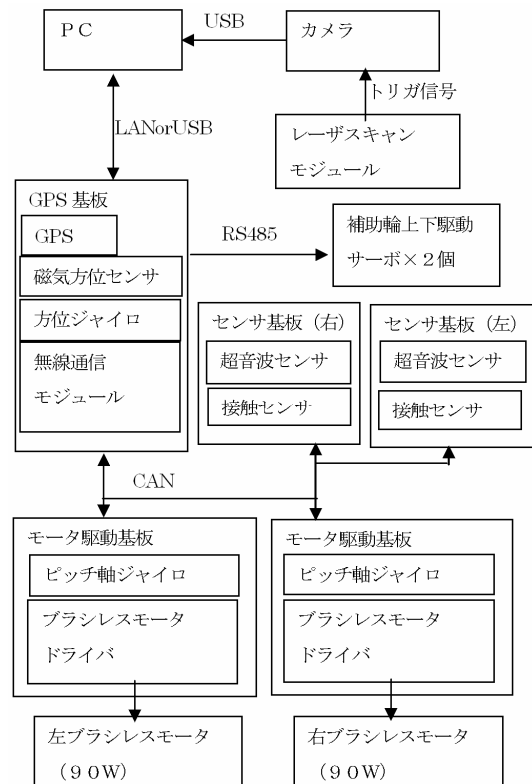 ＰＣ
USB
カメラ
トリガ信号
LANorUSB
レーザスキャン
モジュール
GPS 基板
GPS
磁気方位センサ
方位ジャイロ
無線通信
モジュール
RS485
補助輪上下駆動
サーボ×２個
センサ基板（右）
超音波センサ
接触センサ
センサ基板（左）
超音波センサ
接触センサ
CAN
モータ駆動基板
ピッチ軸ジャイロ
ブラシレスモータ
ドライバ
モータ駆動基板
ピッチ軸ジャイロ
ブラシレスモータ
ドライバ
左ブラシレスモータ
（９０W）
右ブラシレスモータ
（９０W）